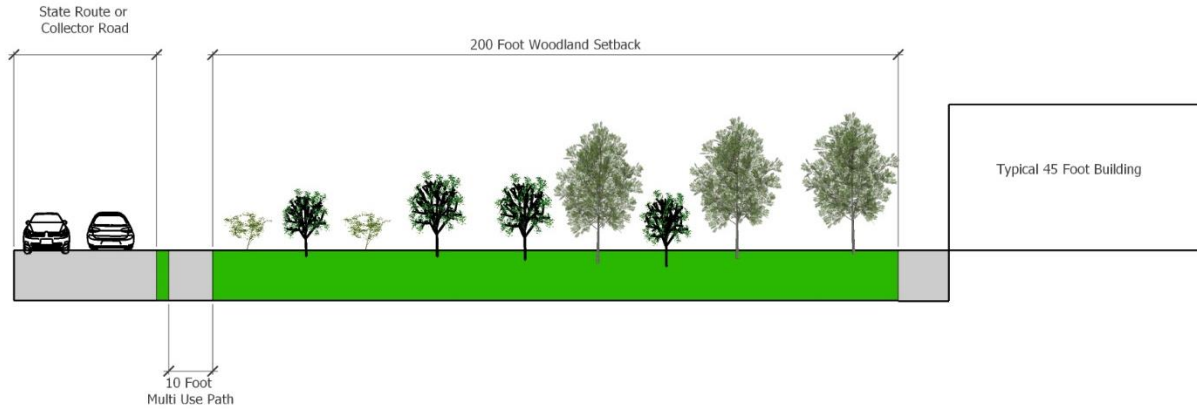 State Route or
Collector Road
200 Foot Woodland Setback
Typical 45 Foot Building
10 Foot
Multi Use Path